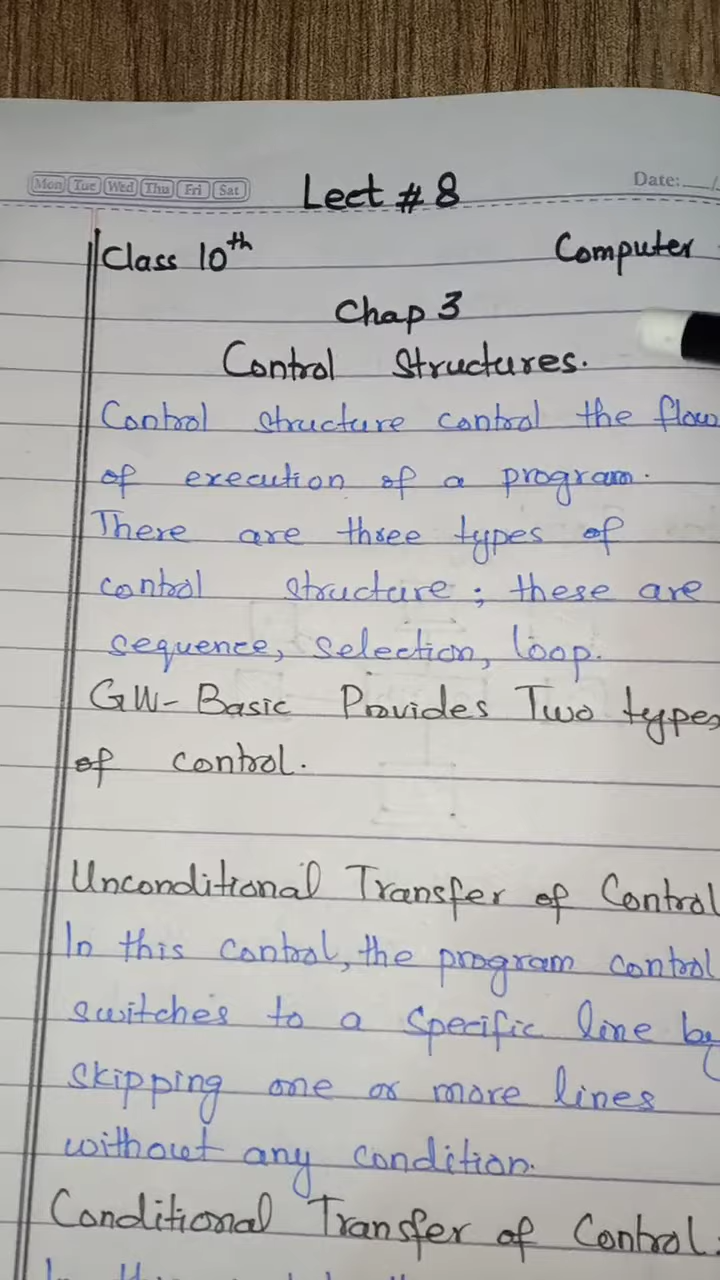 Mon Tue Wed Thu Fri Sat
Lect # 8
Date:
Class 10th
Computer
Chap 3
Control Structures.
Control structure control the flow
of execution of a program.
There are three types of
control structure ; these are
sequence, selection, loop.
GW-Basic Provides Two types
of control.
Unconditional Transfer of Control
In this control, the program control
switches to a specific line by
skipping one or more lines
without any condition.
Conditional Transfer of Control.